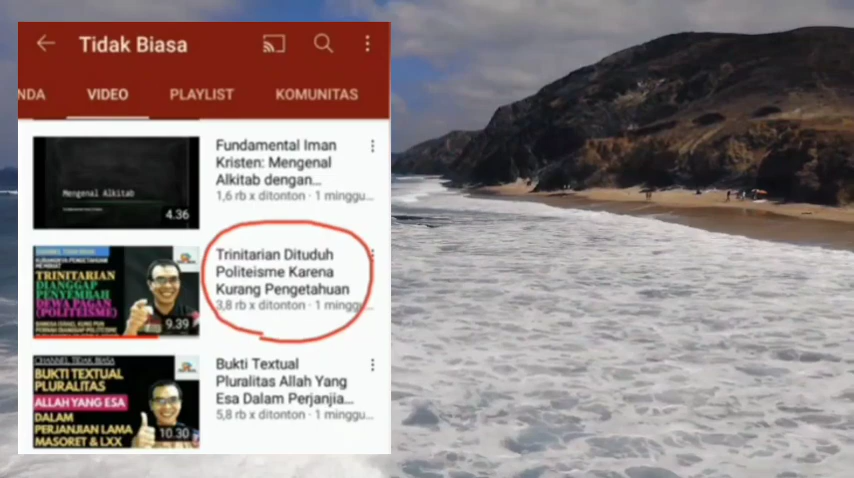 Tidak Biasa
NDA
VIDEO
PLAYLIST
KOMUNITAS
Mengenal Alkitab
4.36
Fundamental Iman
Kristen: Mengenal
Alkitab dengan...
1,6 rb x ditonton · 1 minggu...
TRINITARIAN
DIANGGAP
PENYEMBAH
DEWA PAGAN
(POLITEISME)
9.39
Trinitarian Dituduh
Politeisme Karena
Kurang Pengetahuan
3,8 rb x ditonton · 1 minggu...
CHANNEL TIDAK BIASA
BUKTI TEXTUAL
PLURALITAS
ALLAH YANG ESA
DALAM
PERJANJIAN LAMA
MASORET & LXX
10.30
Bukti Textual
Pluralitas Allah Yang
Esa Dalam Perjanjia...
5,8 rb x ditonton · 1 minggu...